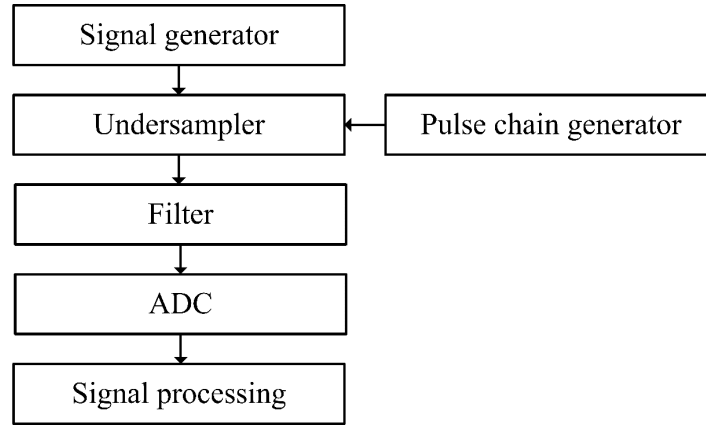 Signal generator
Undersampler
Pulse chain generator
Filter
ADC
Signal processing